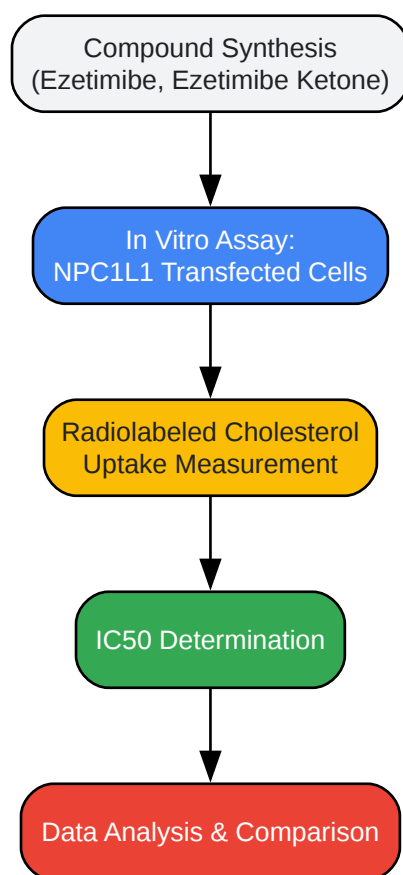 Compound Synthesis
(Ezetimibe, Ezetimibe Ketone)
In Vitro Assay:
NPC1L1 Transfected Cells
Radiolabeled Cholesterol
Uptake Measurement
IC50 Determination
Data Analysis & Comparison